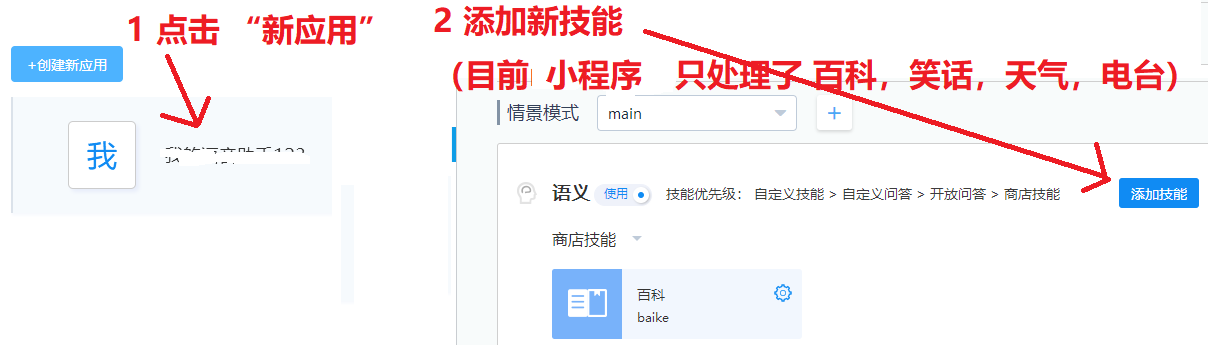 1 点击 “新应用”
+创建新应用
我
2 添加新技能
（目前 小程序 只处理了 百科，笑话，天气，电台）
情景模式 main +
语义 使用 技能优先级： 自定义技能 > 自定义问答 > 开放问答 > 商店技能 添加技能
商店技能
百科
baike